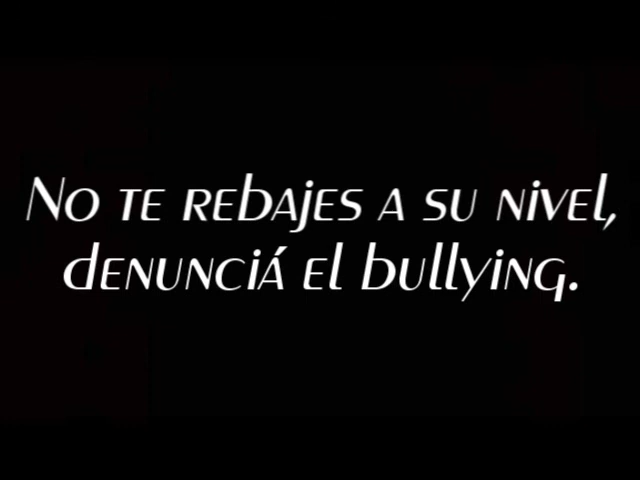 No te rebajes a su nivel,
denunciá el bullying.